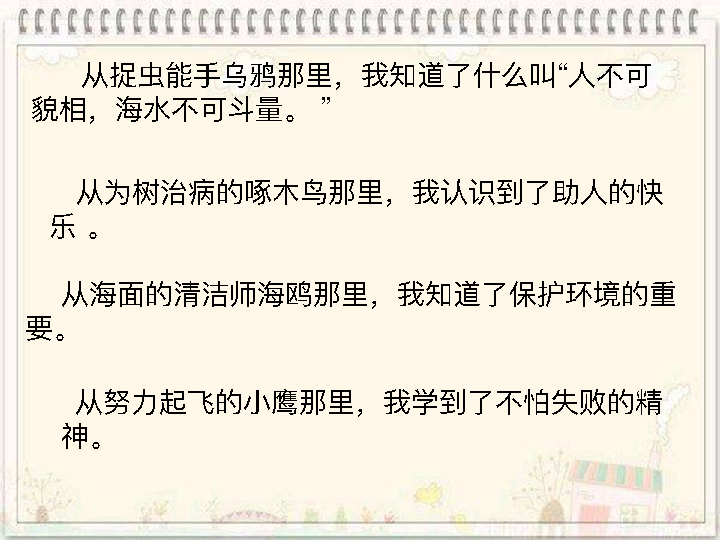 从捉虫能手乌鸦那里，我知道了什么叫“人不可
貌相，海水不可斗量。 ”
从为树治病的啄木鸟那里，我认识到了助人的快
乐 。
从海面的清洁师海鸥那里，我知道了保护环境的重
要。
从努力起飞的小鹰那里，我学到了不怕失败的精
神。